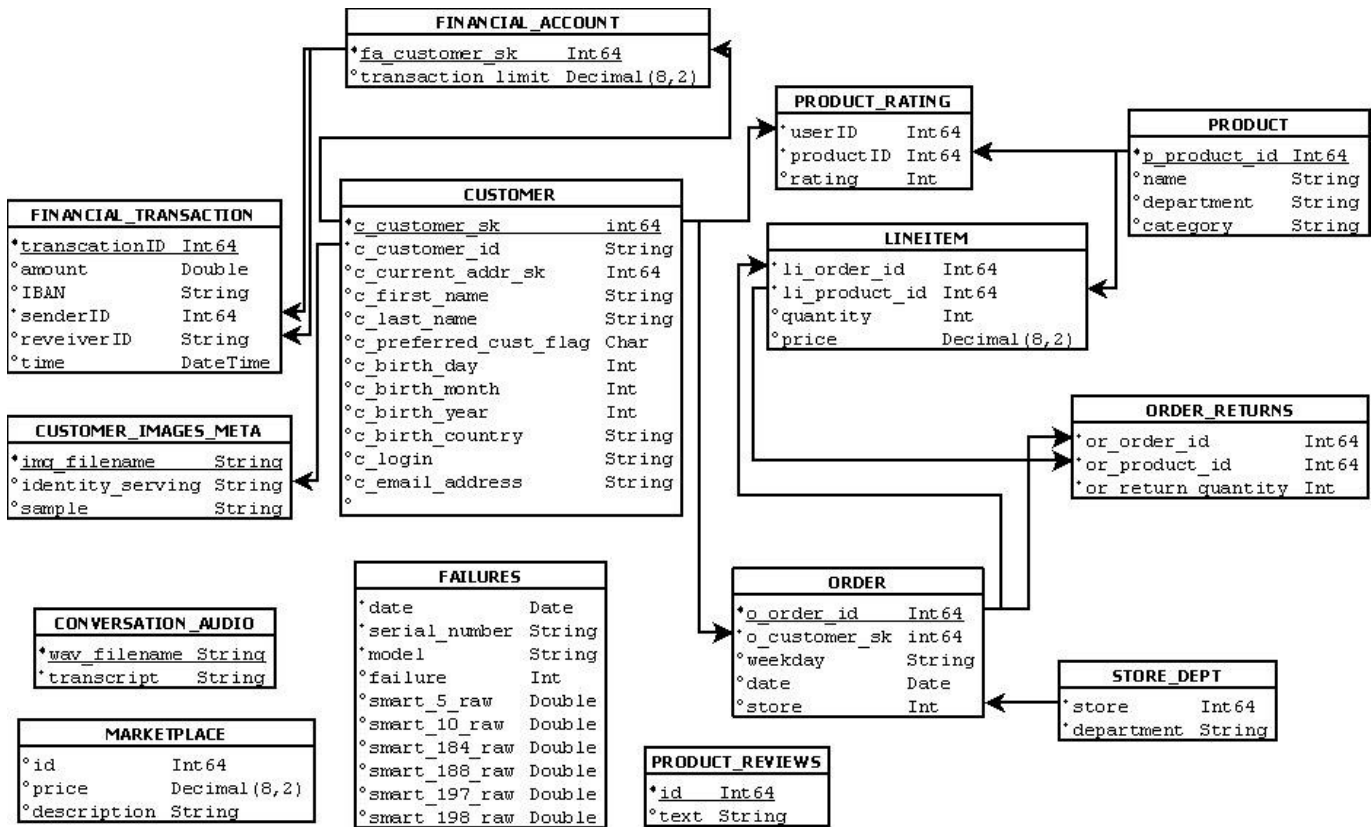 FINANCIAL_ACCOUNT
fa_customer_sk Int64
transaction limit Decimal(8,2)
PRODUCT_RATING
userID Int64
productID Int64
rating Int
PRODUCT
p_product_id Int64
name String
department String
category String
FINANCIAL_TRANSACTION
transcationID Int64
amount Double
IBAN String
senderID Int64
reveiverID String
time DateTime
CUSTOMER
c_customer_sk int64
c_customer_id String
c_current_addr_sk Int64
c_first_name String
c_last_name String
c_preferred_cust_flag Char
c_birth_day Int
c_birth_month Int
c_birth_year Int
c_birth_country String
c_login String
c_email_address String
LINEITEM
li_order_id Int64
li_product_id Int64
quantity Int
price Decimal(8,2)
CUSTOMER_IMAGES_META
img_filename String
identity_serving String
sample String
ORDER_RETURNS
or_order_id Int64
or_product_id Int64
or_return_quantity Int
FAILURES
date Date
serial_number String
model String
failure Int
smart_5_raw Double
smart_10_raw Double
smart_184_raw Double
smart_188_raw Double
smart_197_raw Double
smart_198_raw Double
ORDER
o_order_id Int64
o_customer_sk int64
weekday String
date Date
store Int
CONVERSATION_AUDIO
wav_filename String
transcript String
STORE_DEPT
store Int64
department String
MARKETPLACE
id Int64
price Decimal(8,2)
description String
PRODUCT_REVIEWS
id Int64
text String